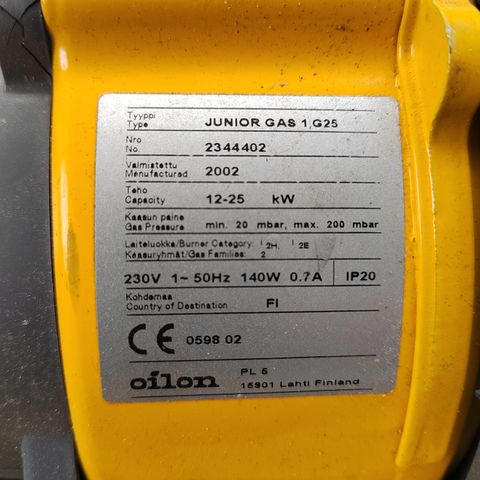 Tyyppi
Type JUNIOR GAS 1,G25
Nro
No. 2344402
Valmistettu
Manufactured 2002
Teho
Capacity 12-25 kW
Kaasun paine
Gas Pressure min. 20 mbar, max. 200 mbar
Laiteluokka/Burner Category: I2H, I2E
Kaasuryhmät/Gas Families: 2
230V 1~ 50Hz 140W 0.7A IP20
Kohdemaa
Country of Destination FI
CE 0598 02
oilon PL 5
15901 Lahti Finland